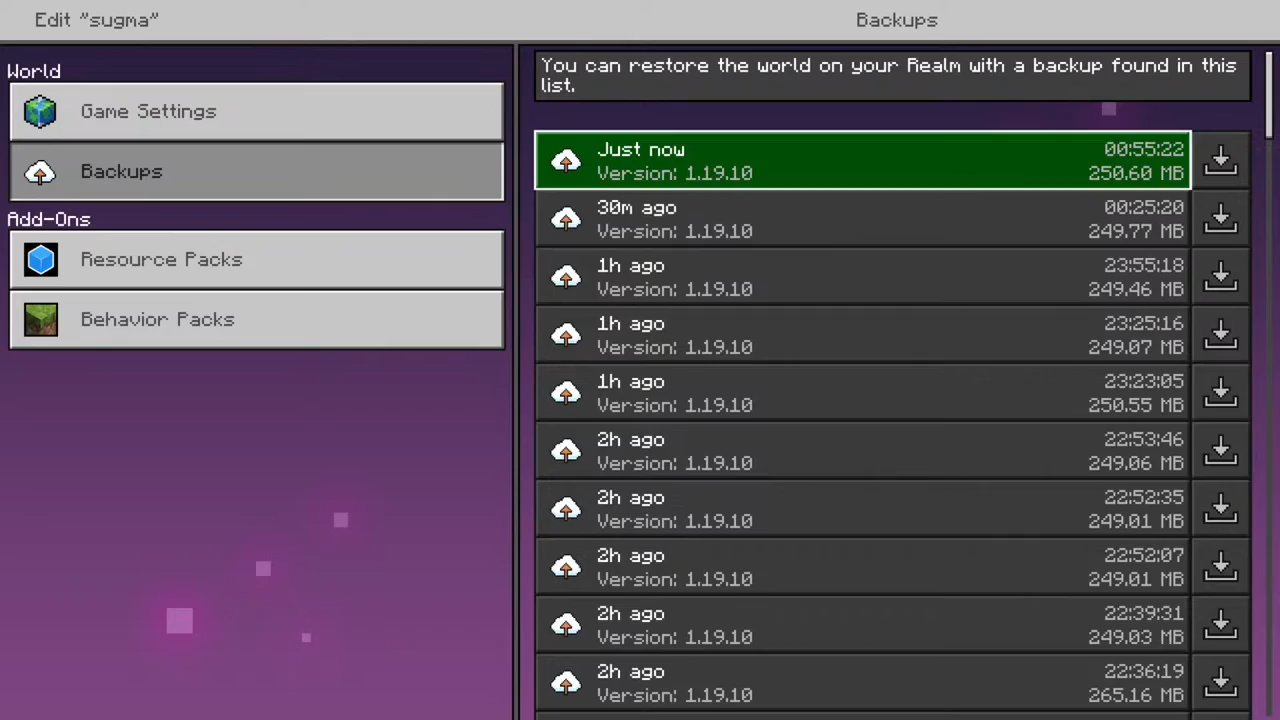 Edit "sugma"
Backups
World
Game Settings
Backups
Add-Ons
Resource Packs
Behavior Packs
You can restore the world on your Realm with a backup found in this
list.
Just now 00:55:22
Version: 1.19.10 250.60 MB
30m ago 00:25:20
Version: 1.19.10 249.77 MB
1h ago 23:55:18
Version: 1.19.10 249.46 MB
1h ago 23:25:16
Version: 1.19.10 249.07 MB
1h ago 23:23:05
Version: 1.19.10 250.55 MB
2h ago 22:53:46
Version: 1.19.10 249.06 MB
2h ago 22:52:35
Version: 1.19.10 249.01 MB
2h ago 22:52:07
Version: 1.19.10 249.01 MB
2h ago 22:39:31
Version: 1.19.10 249.03 MB
2h ago 22:36:19
Version: 1.19.10 265.16 MB